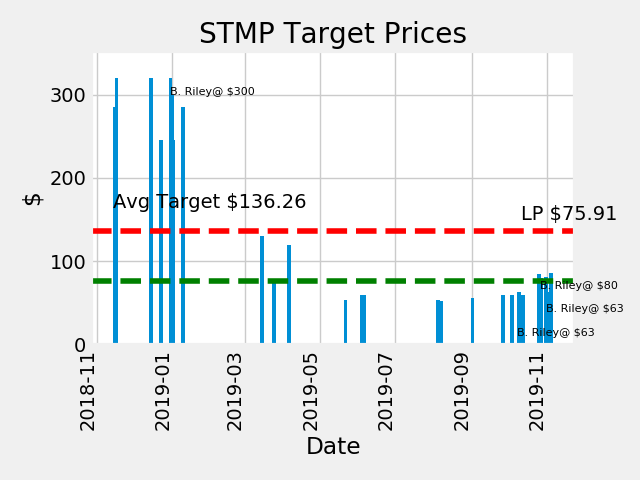 STMP Target Prices
300
B. Riley@ $300
Avg Target $136.26
200
LP $75.91
$
100
B. Riley@ $80
B. Riley@ $63
B. Riley@ $63
0
2018-11
2019-01
2019-03
2019-05
2019-07
2019-09
2019-11
Date